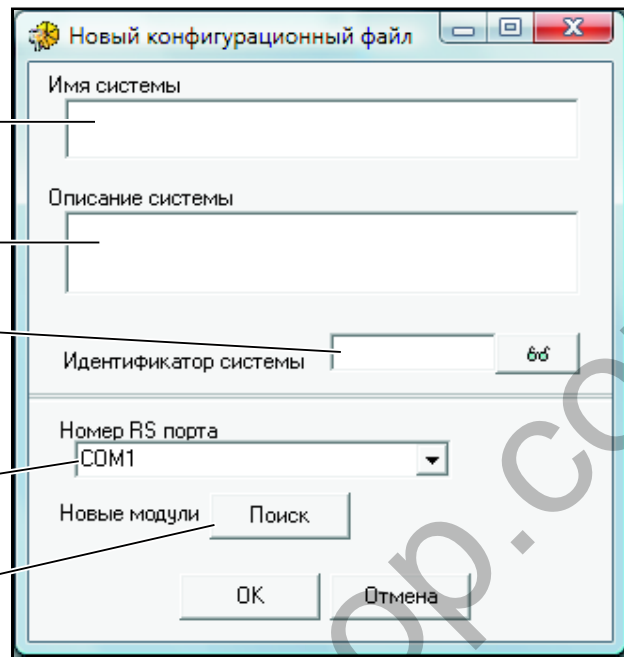 Новый конфигурационный файл
Имя системы
Описание системы
Идентификатор системы
Номер RS порта
COM1
Новые модули Поиск
OK Отмена